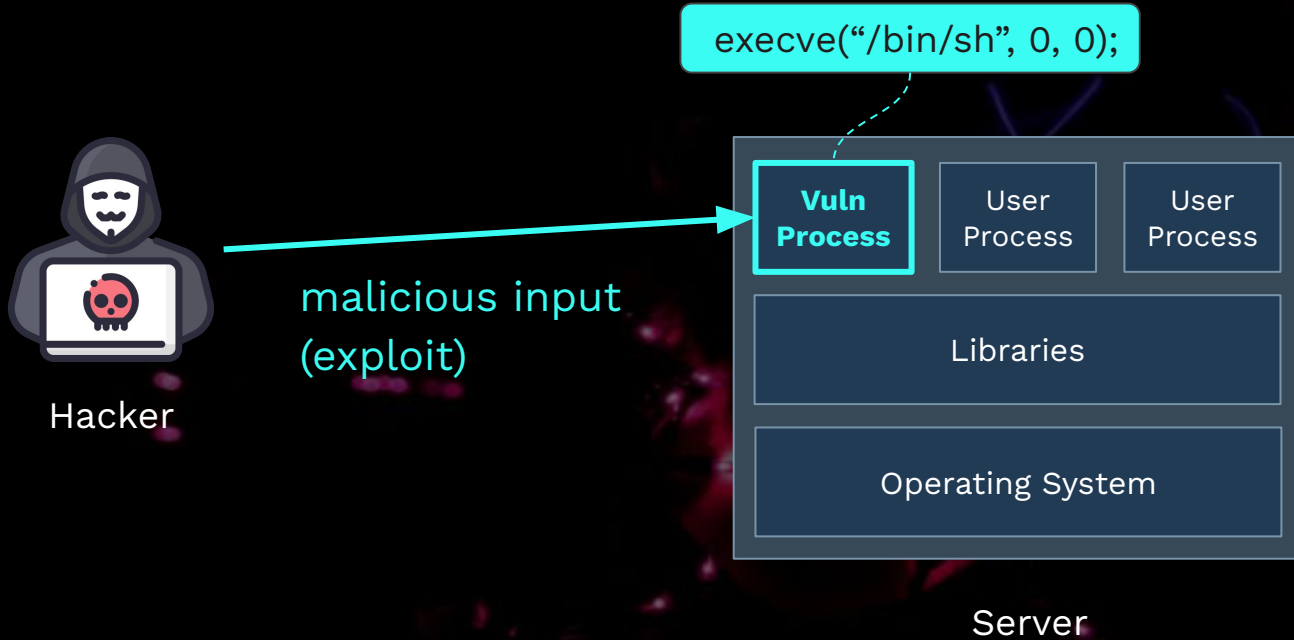 execve(“/bin/sh”, 0, 0);
Vuln
Process
User
Process
User
Process
malicious input
(exploit)
Libraries
Hacker
Operating System
Server